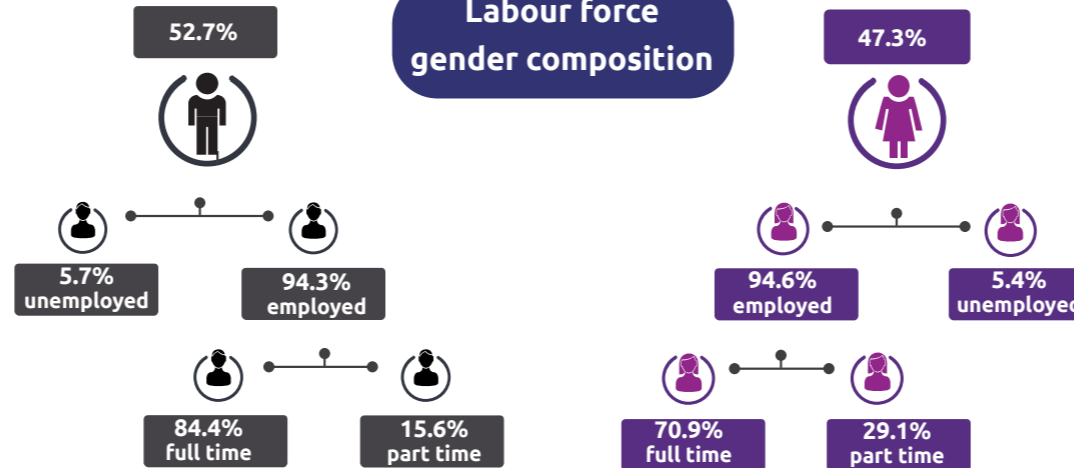 Labour force
gender composition
52.7%
47.3%
5.7%
unemployed
94.3%
employed
94.6%
employed
5.4%
unemployed
84.4%
full time
15.6%
part time
70.9%
full time
29.1%
part time